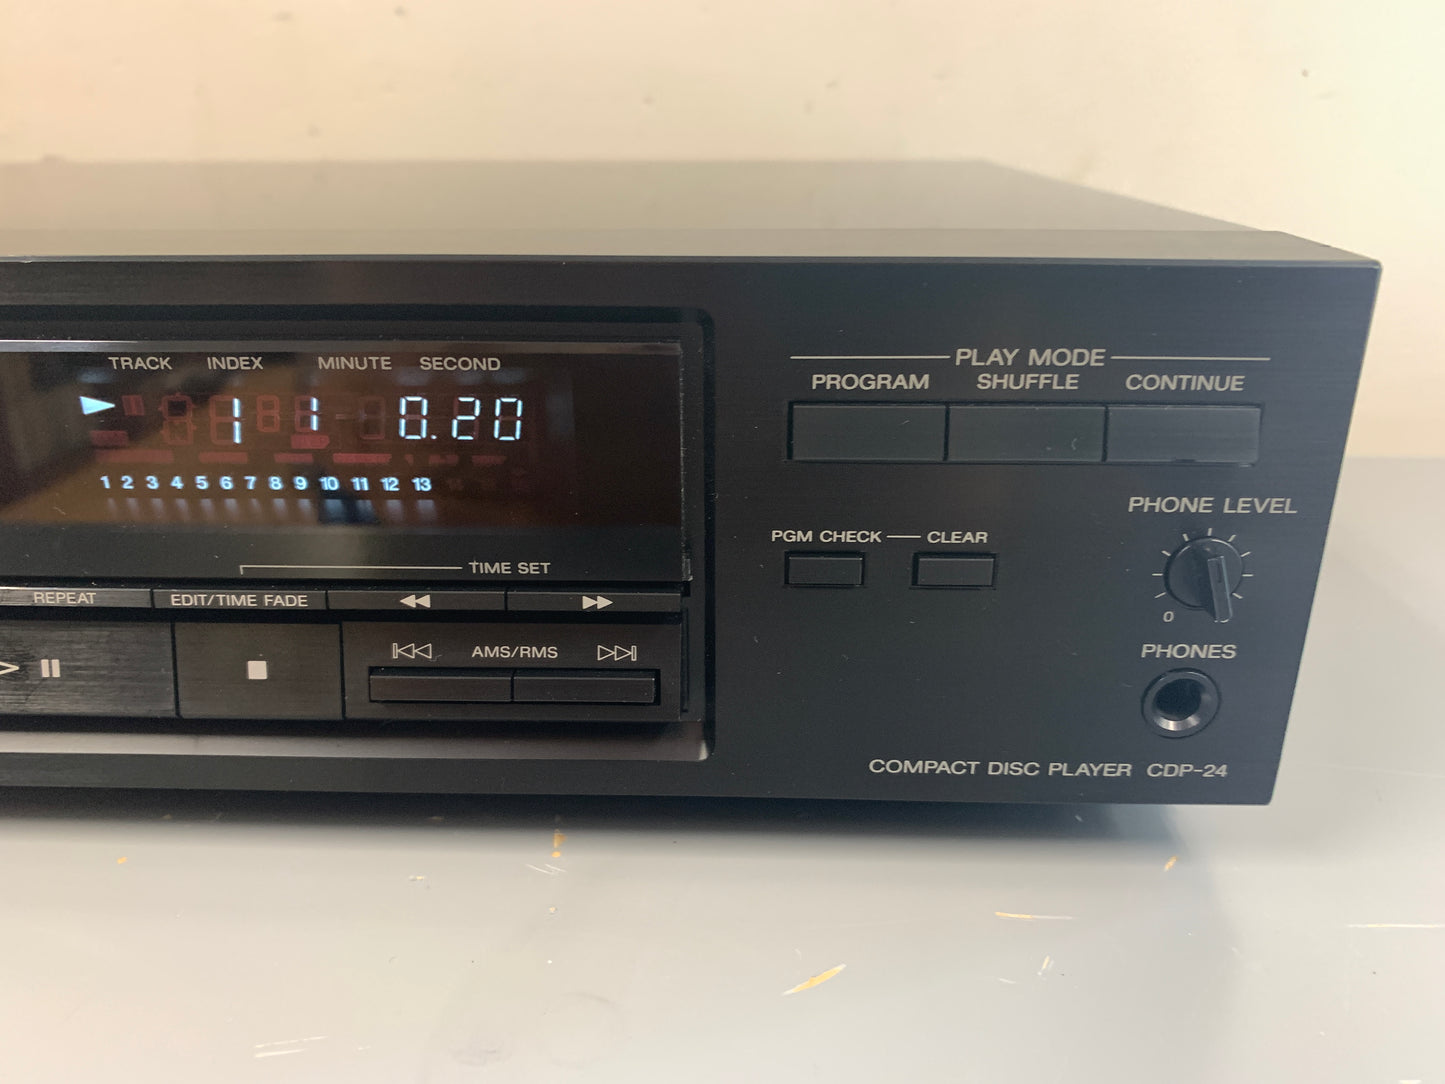 TRACK INDEX MINUTE SECOND
1 1 0.20
1 2 3 4 5 6 7 8 9 10 11 12 13
TIME SET
REPEAT EDIT/TIME FADE
AMS/RMS
PLAY MODE
PROGRAM SHUFFLE CONTINUE
PHONE LEVEL
PGM CHECK CLEAR
0
PHONES
COMPACT DISC PLAYER CDP-24